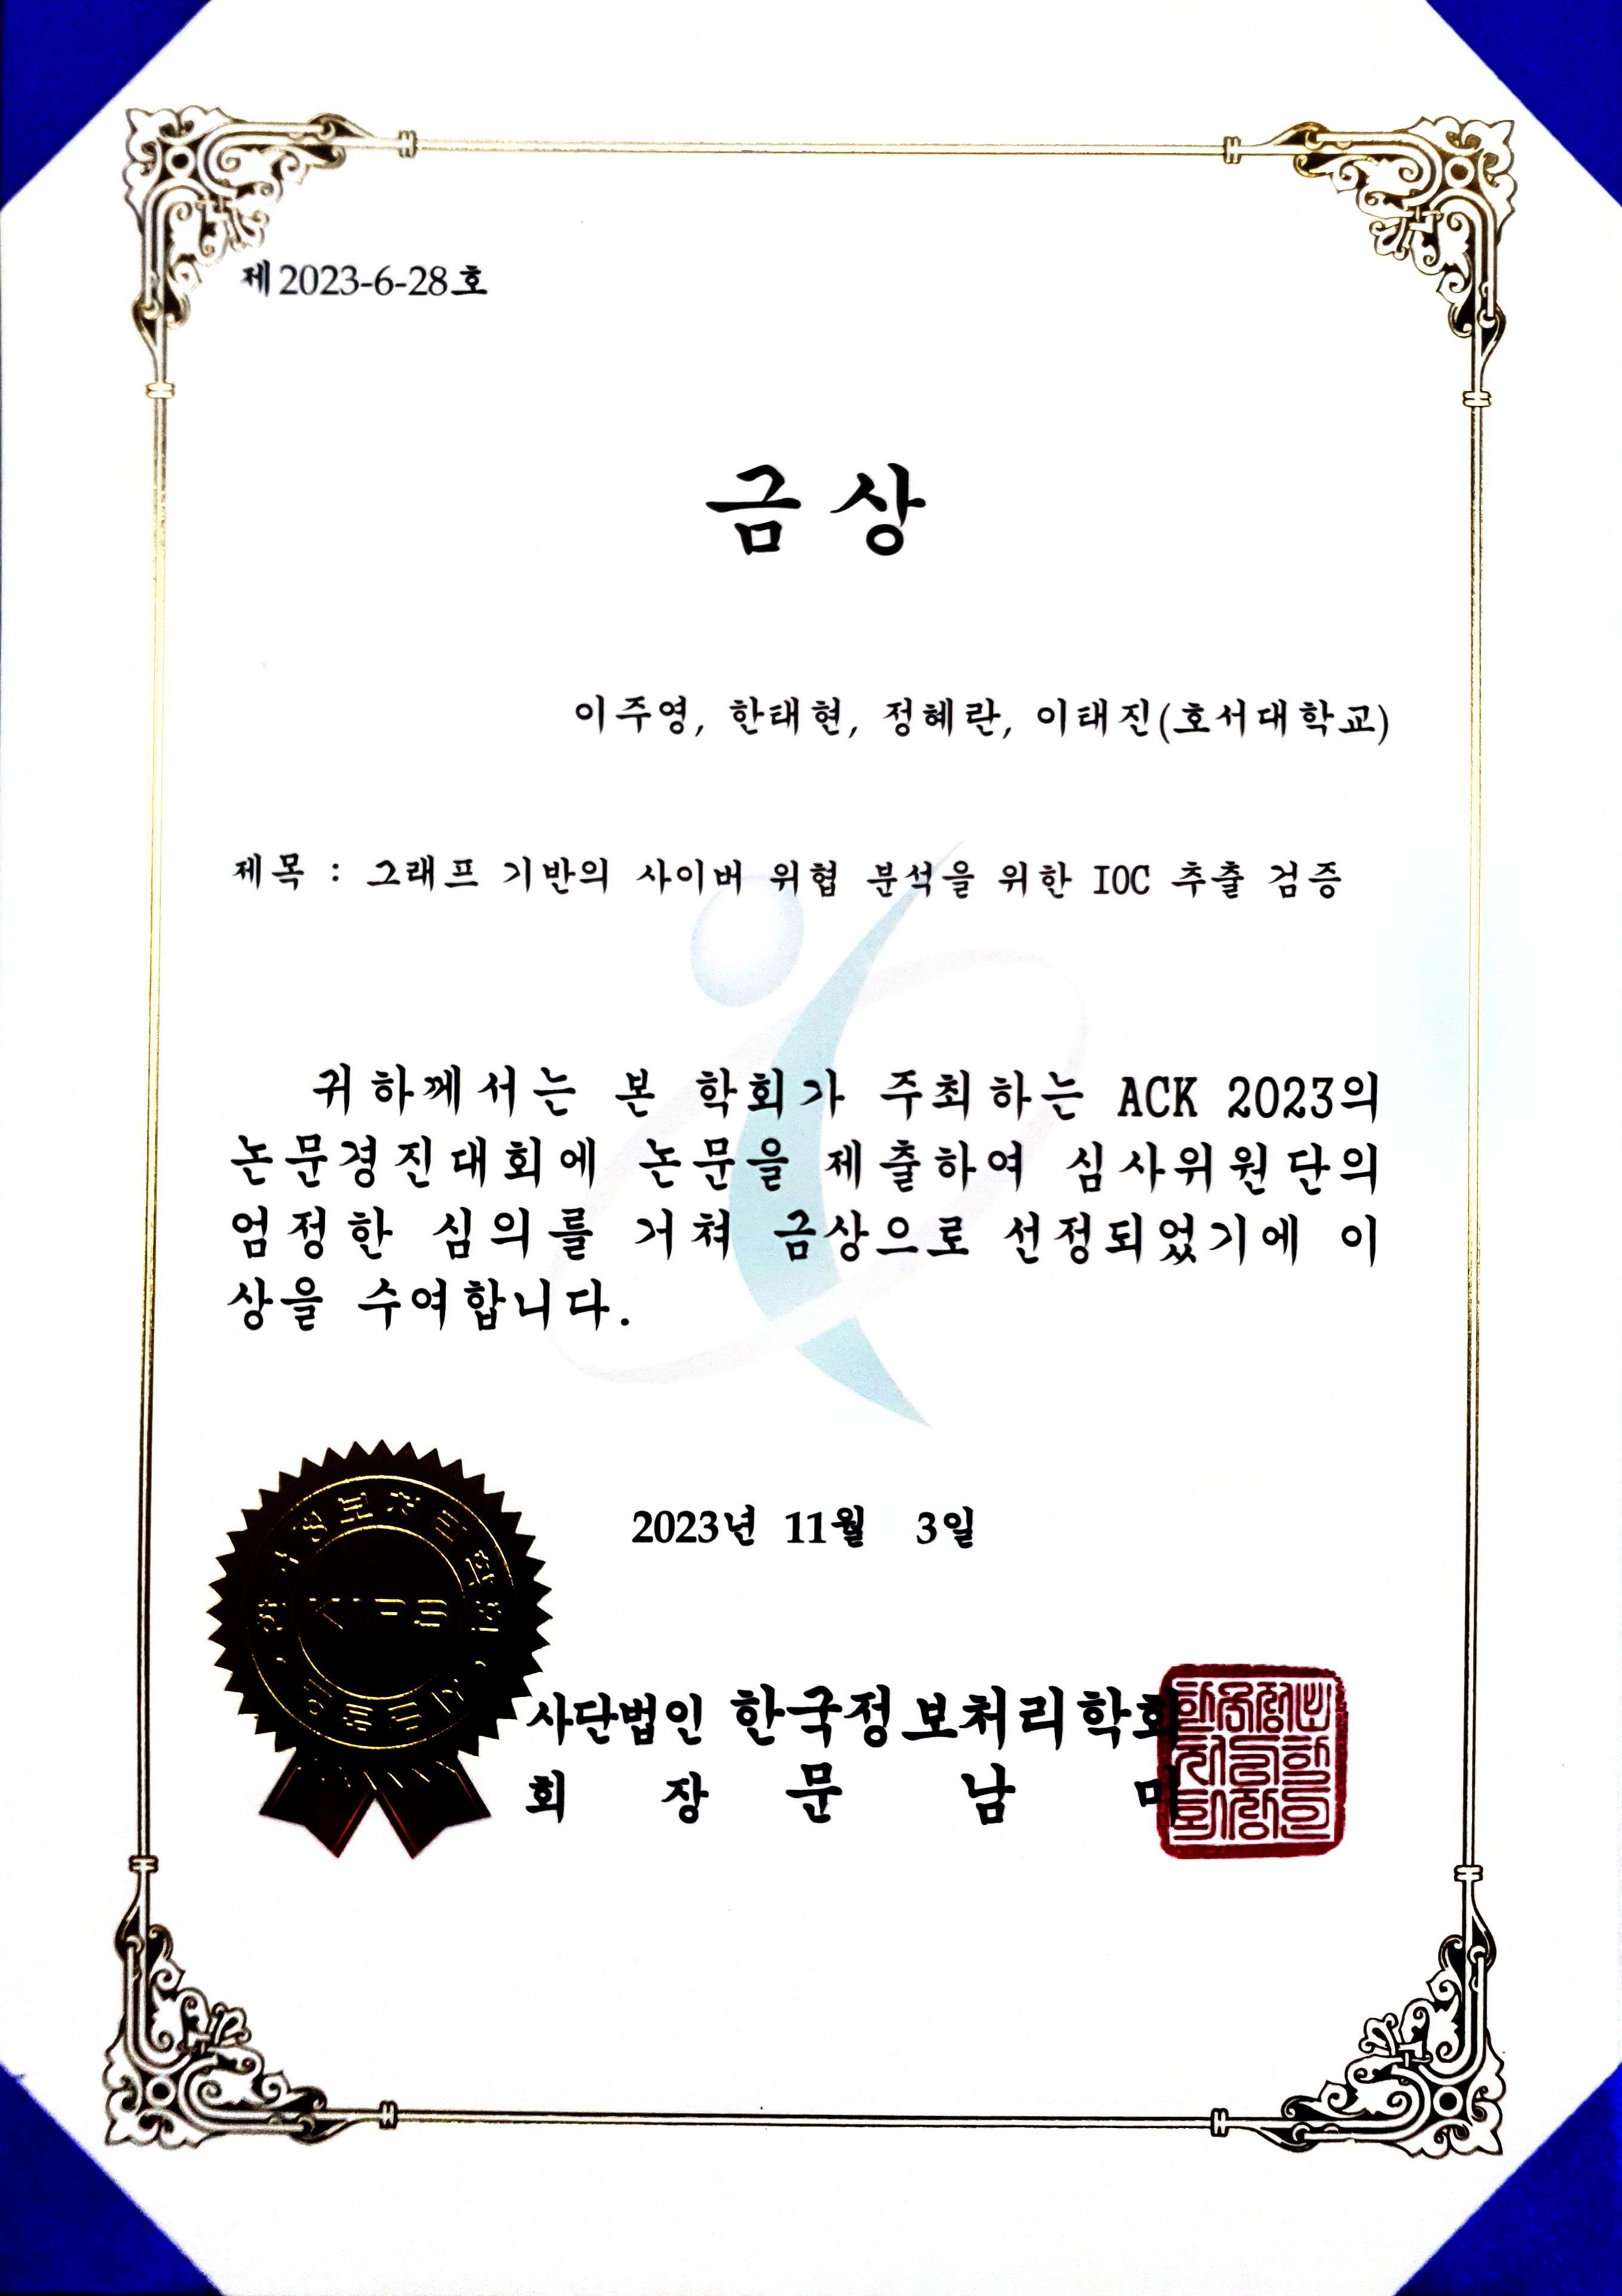 제2023-6-28호
금상
이주영, 한태현, 정혜란, 이태진(호서대학교)
제목 : 그래프 기반의 사이버 위협 분석을 위한 IOC 추출 검증
귀하께서는 본 학회가 주최하는 ACK 2023의
논문경진대회에 논문을 제출하여 심사위원단의
엄정한 심의를 거쳐 금상으로 선정되었기에 이
상을 수여합니다.
2023년 11월 3일
KIPS
사단법인 한국정보처리학회
회 장 문 남 미